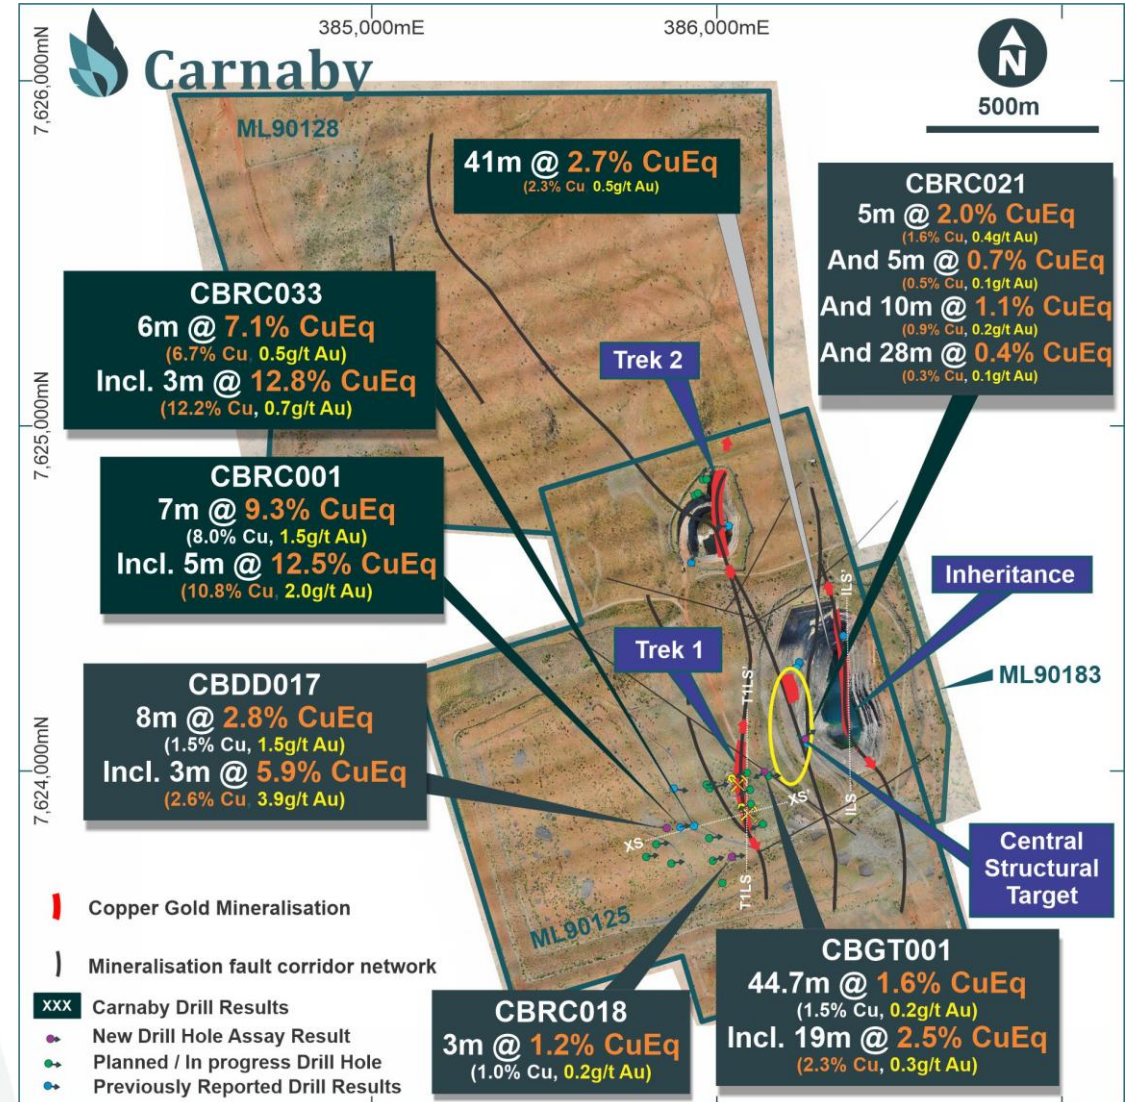 385,000mE
386,000mE
7,626,000mN
7,625,000mN
7,624,000mN
Carnaby
N
500m
ML90128
41m @ 2.7% CuEq
(2.3% Cu 0.5g/t Au)
CBRC021
5m @ 2.0% CuEq
(1.6% Cu, 0.4g/t Au)
And 5m @ 0.7% CuEq
(0.5% Cu, 0.1g/t Au)
And 10m @ 1.1% CuEq
(0.9% Cu, 0.2g/t Au)
And 28m @ 0.4% CuEq
(0.3% Cu, 0.1g/t Au)
CBRC033
6m @ 7.1% CuEq
(6.7% Cu 0.5g/t Au)
Incl. 3m @ 12.8% CuEq
(12.2% Cu, 0.7g/t Au)
Trek 2
CBRC001
7m @ 9.3% CuEq
(8.0% Cu, 1.5g/t Au)
Incl. 5m @ 12.5% CuEq
(10.8% Cu, 2.0g/t Au)
Inheritance
ILS'
Trek 1
T1LS'
ML90183
CBDD017
8m @ 2.8% CuEq
(1.5% Cu, 1.5g/t Au)
Incl. 3m @ 5.9% CuEq
(2.6% Cu, 3.9g/t Au)
XS'
ILS
XS
T1LS
Central
Structural
Target
ML90125
Copper Gold Mineralisation
Mineralisation fault corridor network
XXX Carnaby Drill Results
New Drill Hole Assay Result
Planned / In progress Drill Hole
Previously Reported Drill Results
CBRC018
3m @ 1.2% CuEq
(1.0% Cu, 0.2g/t Au)
CBGT001
44.7m @ 1.6% CuEq
(1.5% Cu, 0.2g/t Au)
Incl. 19m @ 2.5% CuEq
(2.3% Cu, 0.3g/t Au)